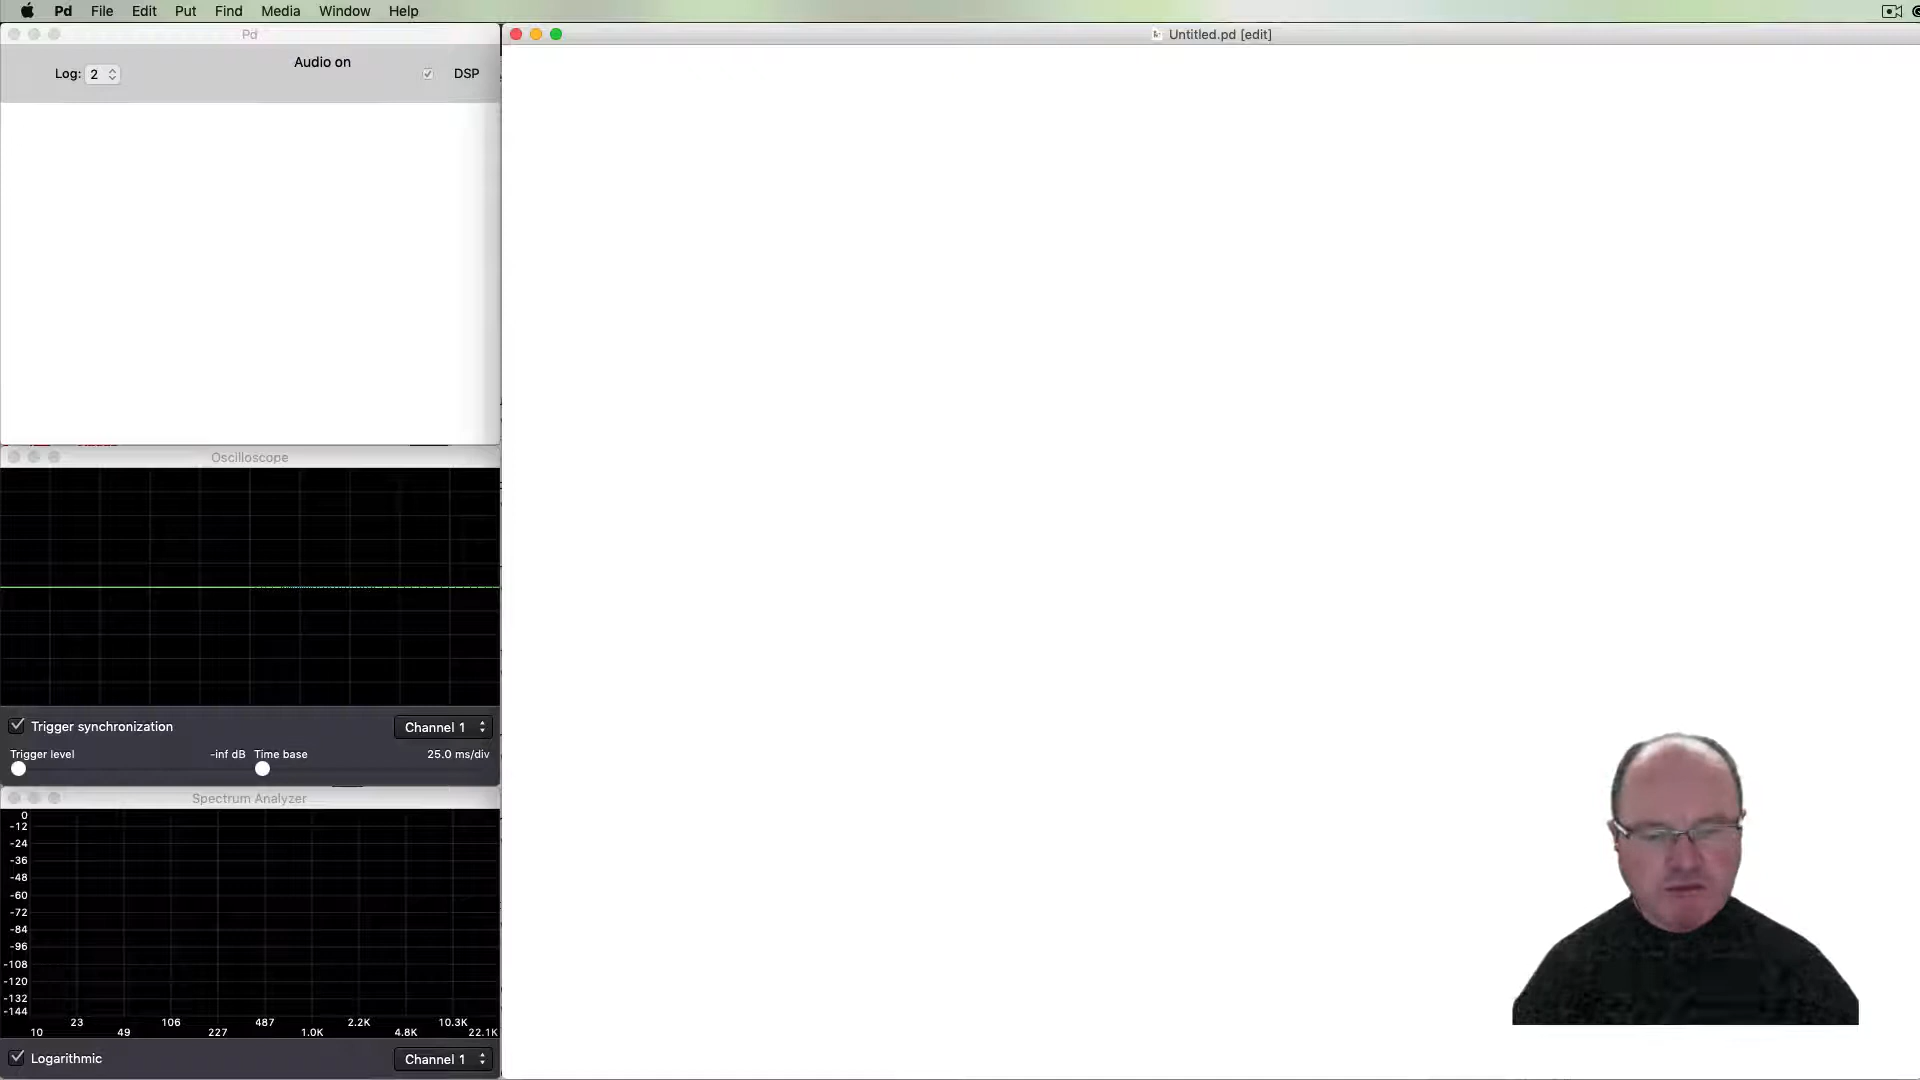 Pd File Edit Put Find Media Window Help
Pd
Untitled.pd [edit]
Audio on
Log: 2
DSP
Oscilloscope
Trigger synchronization
Channel 1
Trigger level
-inf dB
Time base
25.0 ms/div
Spectrum Analyzer
0
-12
-24
-36
-48
-60
-72
-84
-96
-108
-120
-132
-144
23 106 487 2.2K 10.3K
10 49 227 1.0K 4.8K 22.1K
Logarithmic
Channel 1